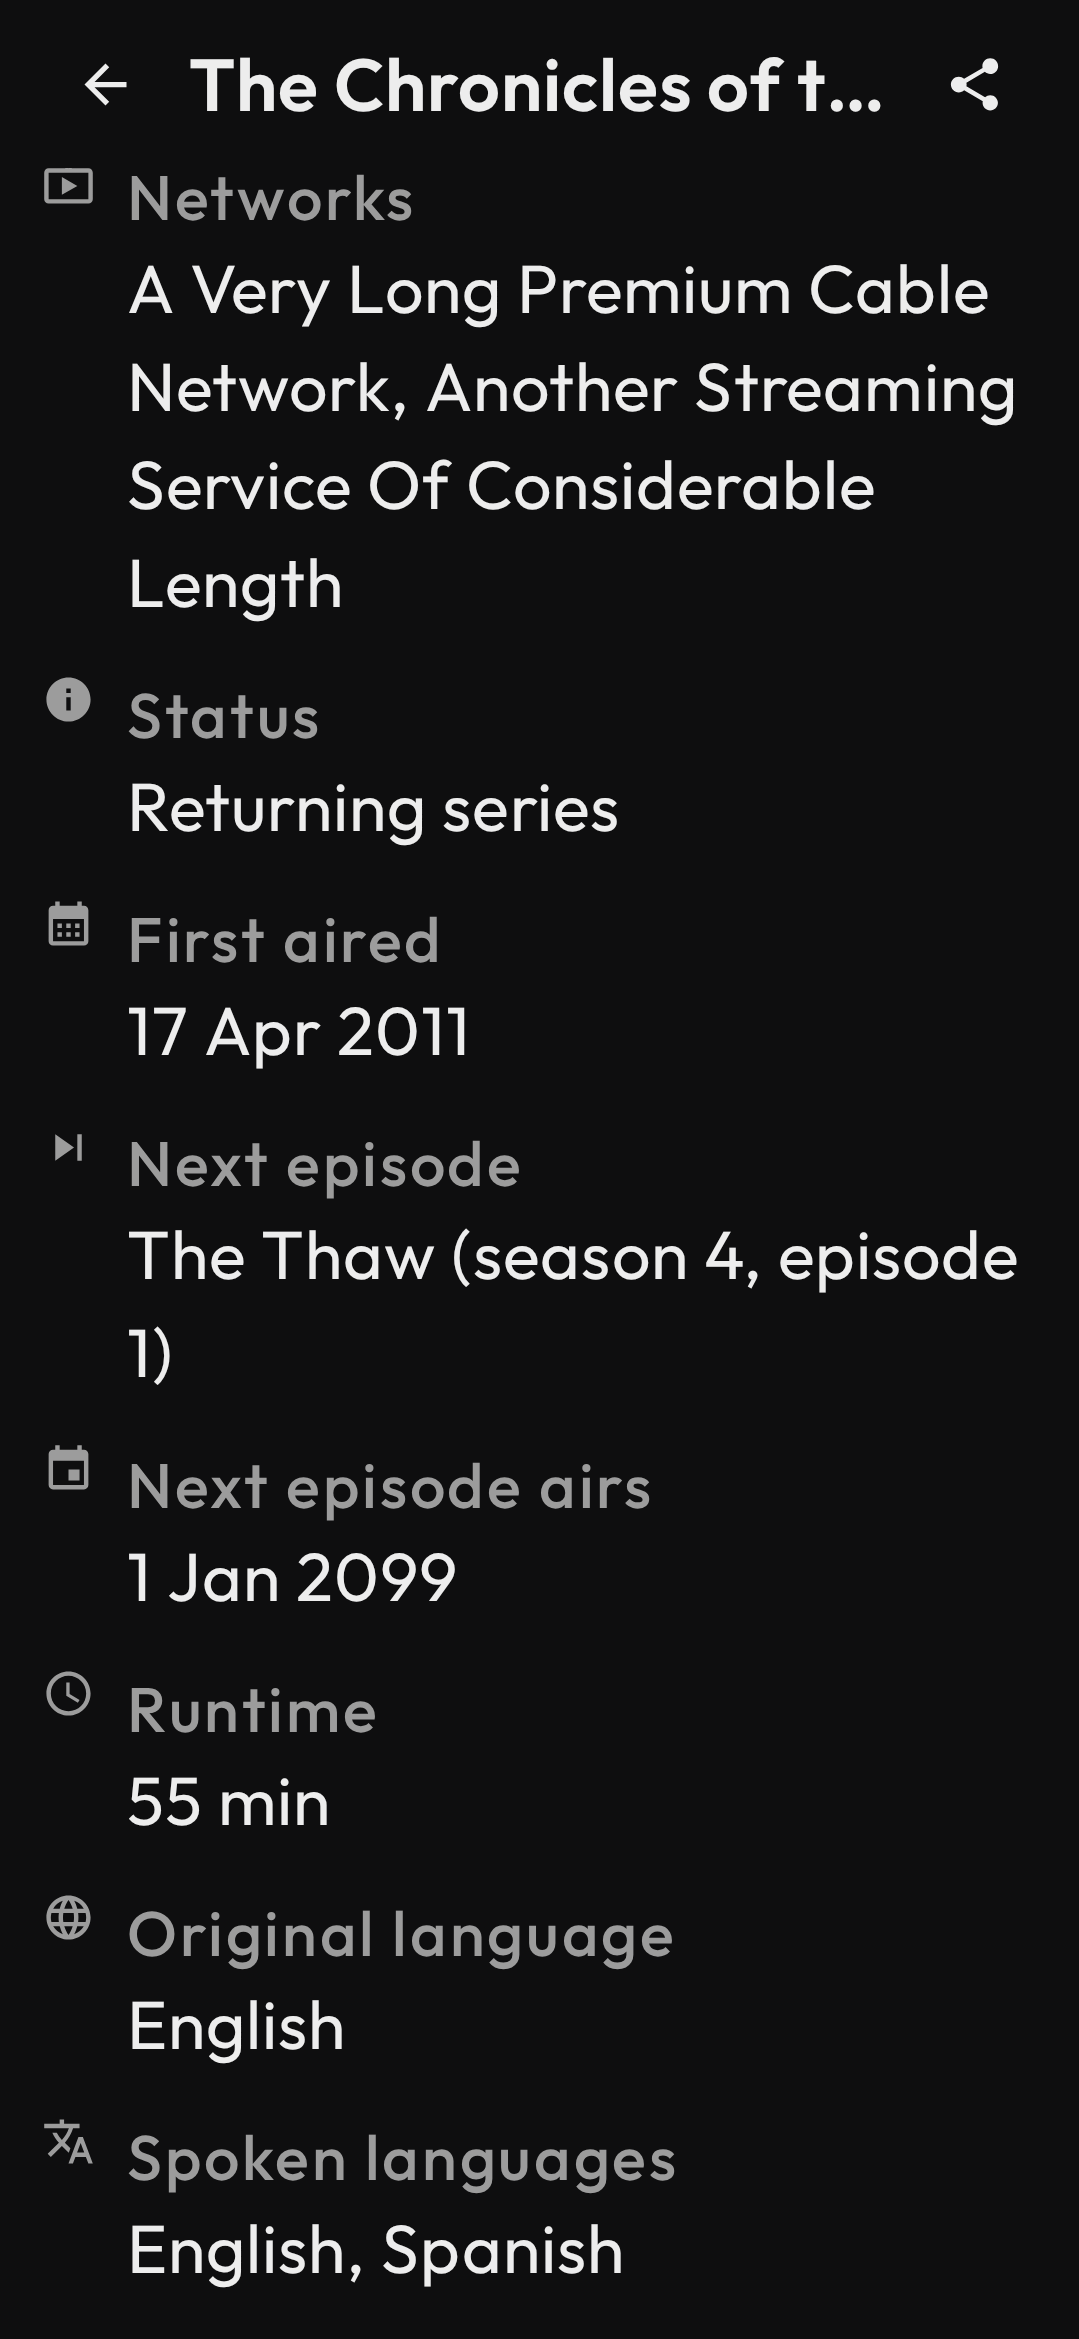 The Chronicles of t...
Networks
A Very Long Premium Cable
Network, Another Streaming
Service Of Considerable
Length
Status
Returning series
First aired
17 Apr 2011
Next episode
The Thaw (season 4, episode
1)
Next episode airs
1 Jan 2099
Runtime
55 min
Original language
English
Spoken languages
English, Spanish